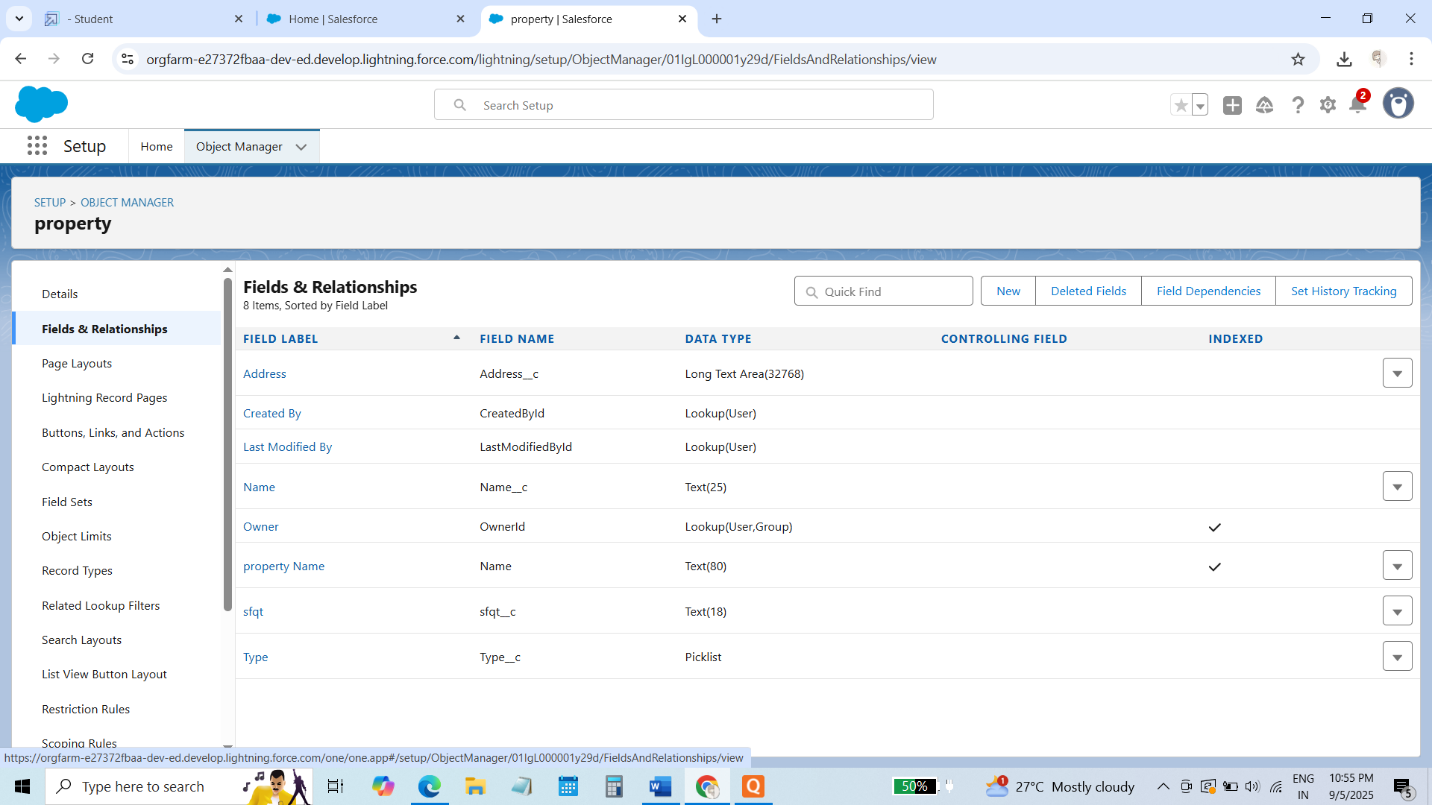 - Student
Home | Salesforce
property | Salesforce
orgfarm-e27372fbaa-dev-ed.develop.lightning.force.com/lightning/setup/ObjectManager/01IgL000001y29d/FieldsAndRelationships/view
Search Setup
2
Setup
Home
Object Manager
SETUP > OBJECT MANAGER
property
Details
Fields & Relationships
Page Layouts
Lightning Record Pages
Buttons, Links, and Actions
Compact Layouts
Field Sets
Object Limits
Record Types
Related Lookup Filters
Search Layouts
List View Button Layout
Restriction Rules
Scoping Rules
Fields & Relationships
8 Items, Sorted by Field Label
Quick Find
New
Deleted Fields
Field Dependencies
Set History Tracking
FIELD LABEL FIELD NAME DATA TYPE CONTROLLING FIELD INDEXED
Address Address__c Long Text Area(32768)
Created By CreatedById Lookup(User)
Last Modified By LastModifiedById Lookup(User)
Name Name__c Text(25)
Owner OwnerId Lookup(User,Group)
property Name Name Text(80)
sfqt sfqt__c Text(18)
Type Type__c Picklist
https://orgfarm-e27372fbaa-dev-ed.develop.lightning.force.com/one/one.app#/setup/ObjectManager/01IgL000001y29d/FieldsAndRelationships/view
Type here to search
50%
1
27°C Mostly cloudy
ENG
IN
10:55 PM
9/5/2025
5